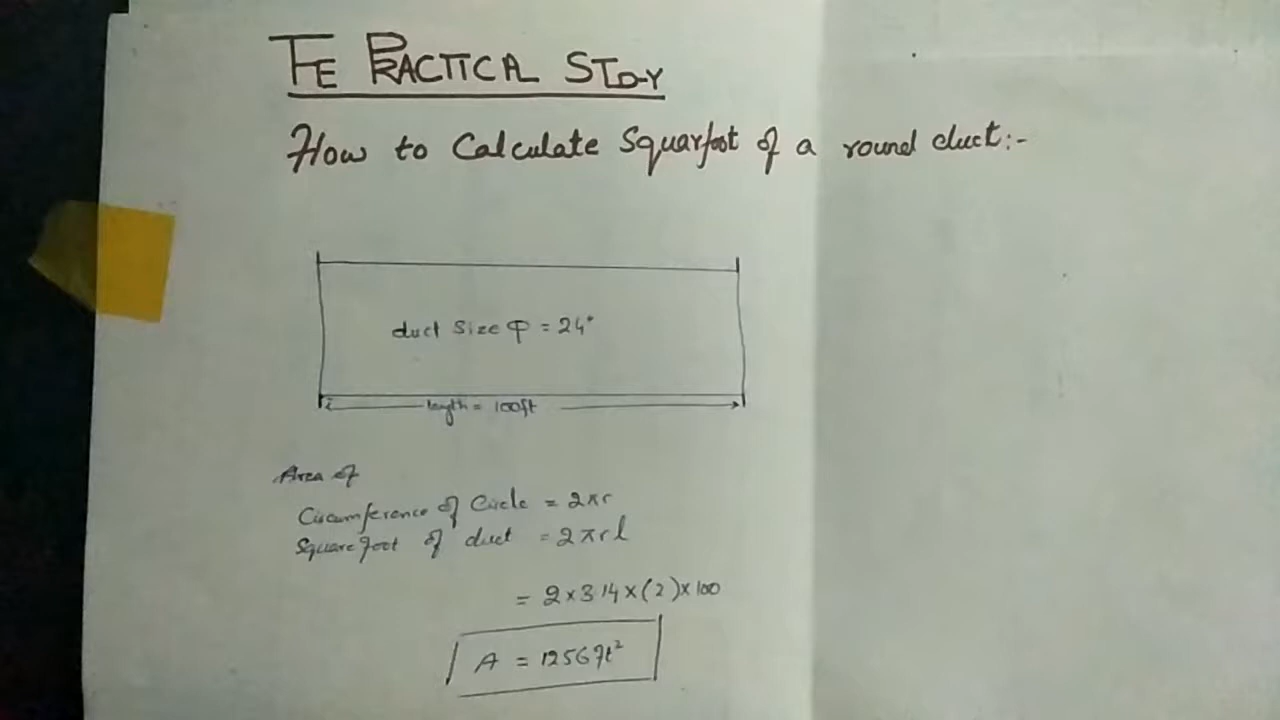 FE PRACTICAL STDY
How to Calculate Squarfoot of a round duct:-
duct Size φ = 24"
length = 100ft
Area of
Circumference of Circle = 2πr
Square foot of duct = 2πrl
= 2×3.14×(2)×100
A = 1256ft²